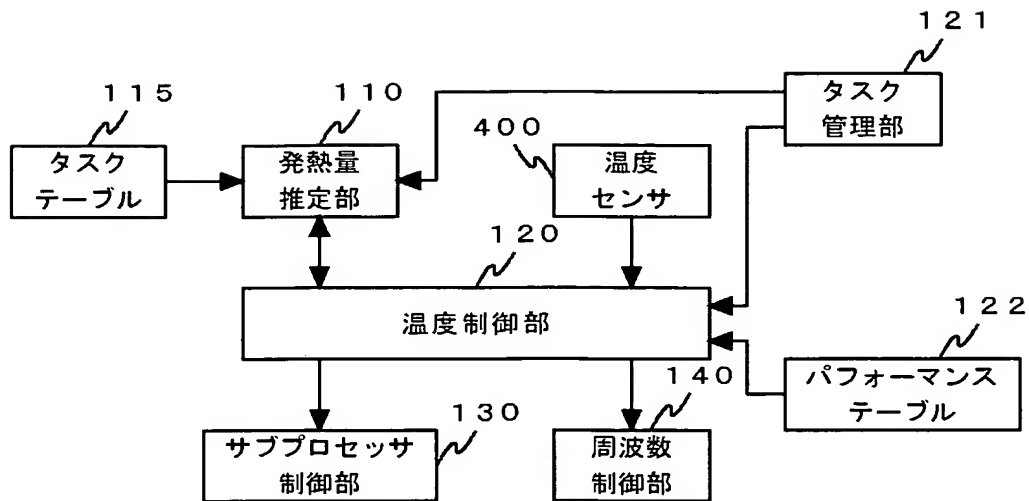 １２１
１１５
１１０
タスク
管理部
４００
タスク
テーブル
発熱量
推定部
温度
センサ
１２０
温度制御部
１２２
１４０
パフォーマンス
テーブル
１３０
サブプロセッサ
制御部
周波数
制御部